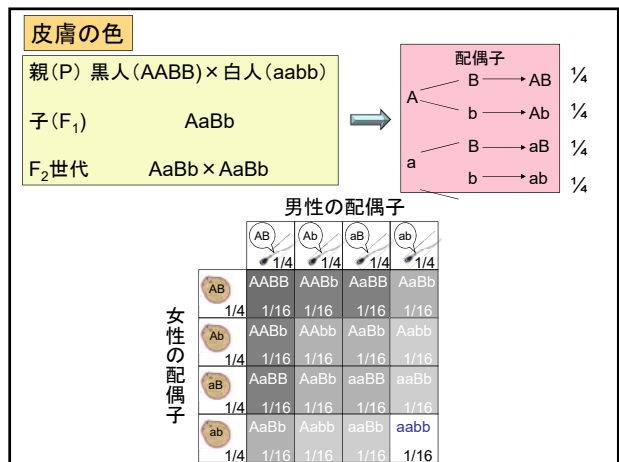 皮膚の色
親(P) 黒人(AABB)×白人(aabb)
子(F₁) AaBb
F₂世代 AaBb×AaBb
配偶子
A
B AB ¼
b Ab ¼
a
B aB ¼
b ab ¼
男性の配偶子
AB Ab aB ab
1/4 1/4 1/4 1/4
女性の配偶子
AB AABB AABb AaBB AaBb
1/4 1/16 1/16 1/16 1/16
Ab AABb AAbb AaBb Aabb
1/4 1/16 1/16 1/16 1/16
aB AaBB AaBb aaBB aaBb
1/4 1/16 1/16 1/16 1/16
ab AaBb Aabb aaBb aabb
1/4 1/16 1/16 1/16 1/16